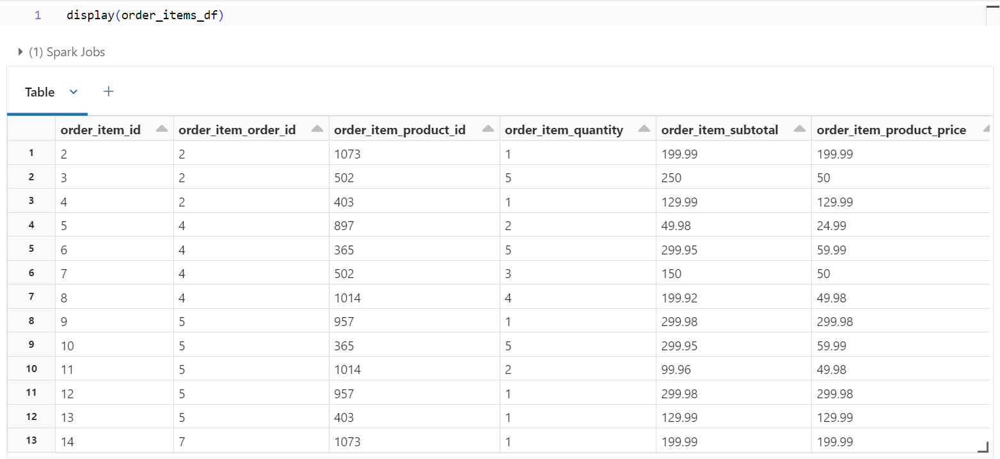 1 display(order_items_df)
(1) Spark Jobs
Table +
order_item_id order_item_order_id order_item_product_id order_item_quantity order_item_subtotal order_item_product_price
1 2 2 1073 1 199.99 199.99
2 3 2 502 5 250 50
3 4 2 403 1 129.99 129.99
4 5 4 897 2 49.98 24.99
5 6 4 365 5 299.95 59.99
6 7 4 502 3 150 50
7 8 4 1014 4 199.92 49.98
8 9 5 957 1 299.98 299.98
9 10 5 365 5 299.95 59.99
10 11 5 1014 2 99.96 49.98
11 12 5 957 1 299.98 299.98
12 13 5 403 1 129.99 129.99
13 14 7 1073 1 199.99 199.99